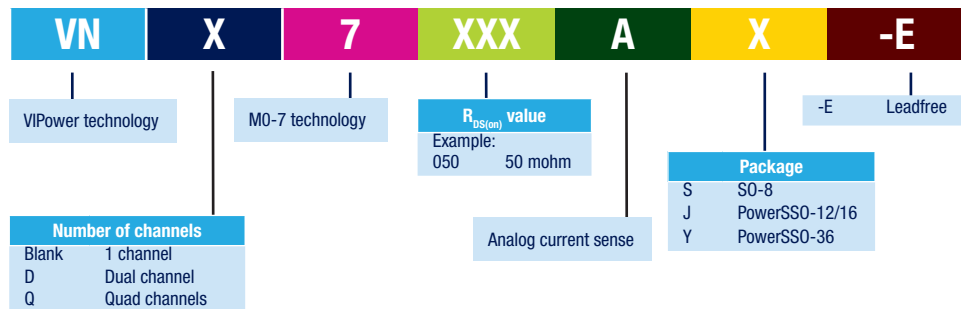 VN X 7 XXX A X -E
VIPower technology
M0-7 technology
RDS(on) value
Example:
050 50 mohm
-E Leadfree
Package
S SO-8
J PowerSSO-12/16
Y PowerSSO-36
Analog current sense
Number of channels
Blank 1 channel
D Dual channel
Q Quad channels